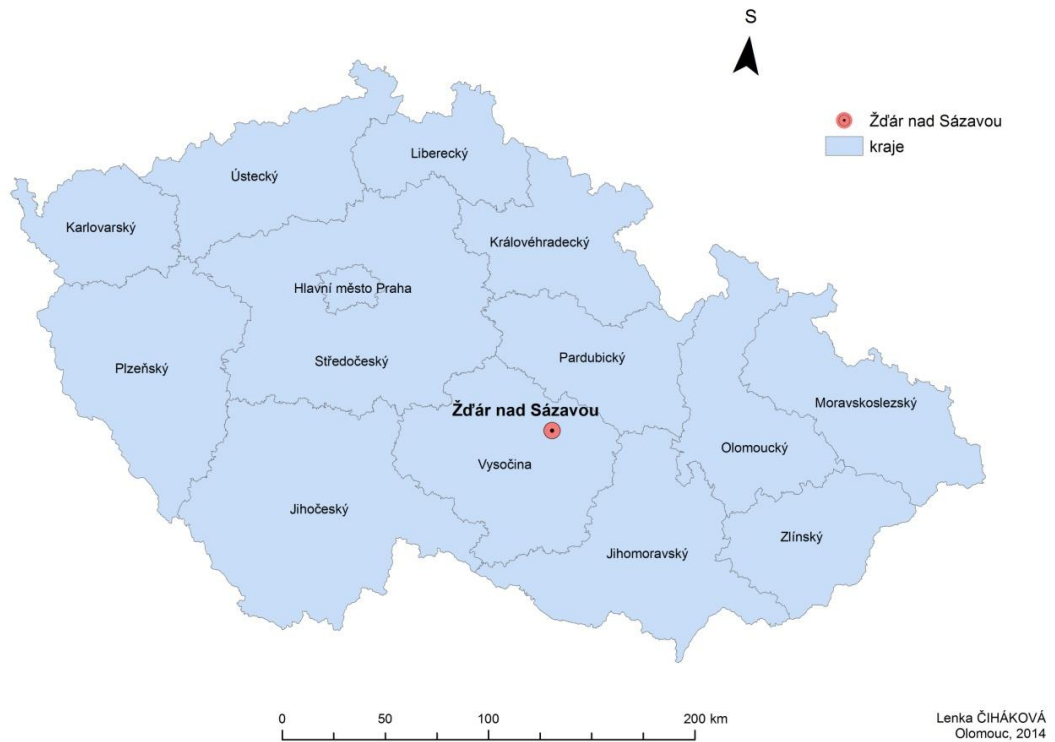 S
Žďár nad Sázavou
kraje
Liberecký
Ústecký
Karlovarský
Královéhradecký
Hlavní město Praha
Středočeský
Pardubický
Plzeňský
Moravskoslezský
Žďár nad Sázavou
Olomoucký
Vysočina
Jihočeský
Zlínský
Jihomoravský
0 50 100 200 km
Lenka ČIHÁKOVÁ
Olomouc, 2014